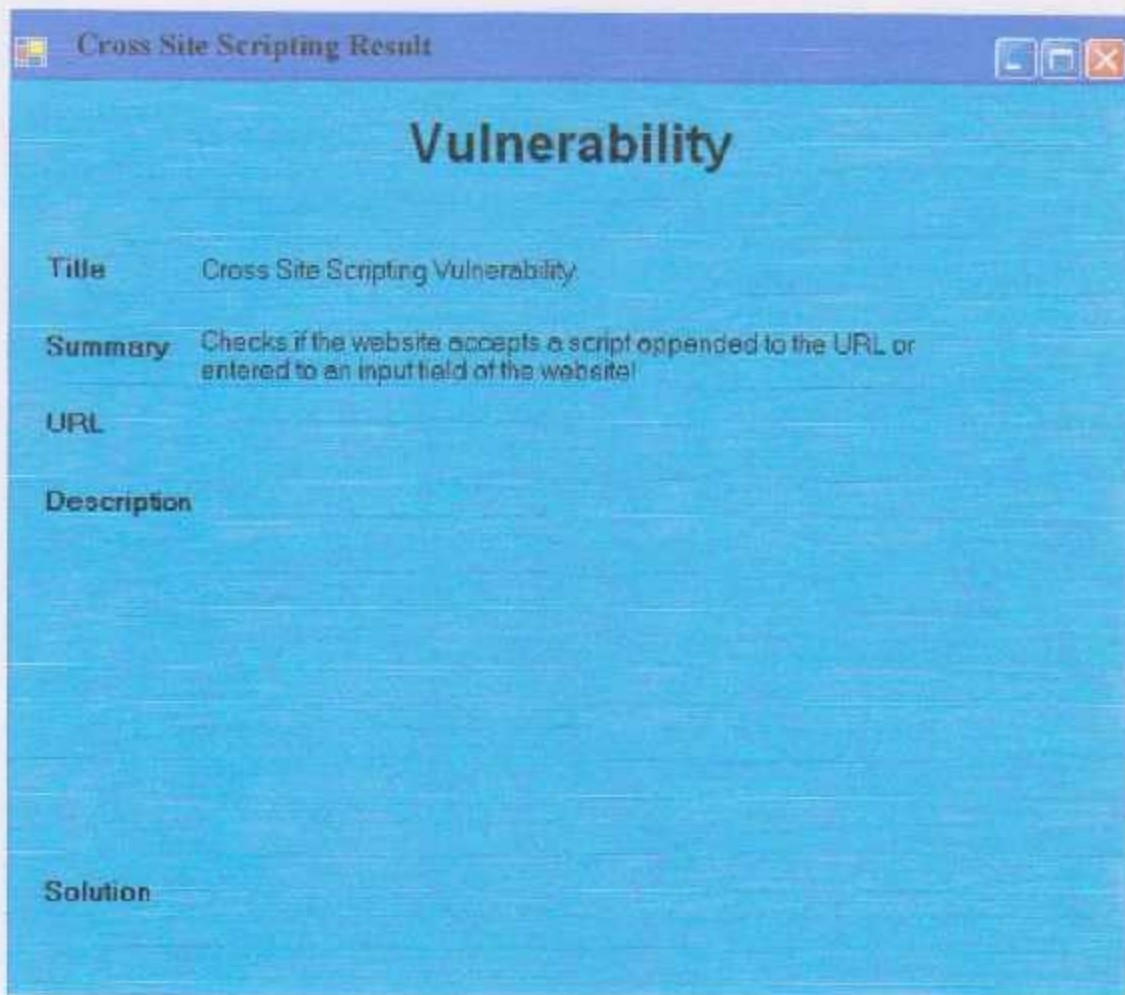 Cross Site Scripting Result
Vulnerability
Title Cross Site Scripting Vulnerability
Summary Checks if the website accepts a script appended to the URL or
entered to an input field of the website!
URL
Description
Solution